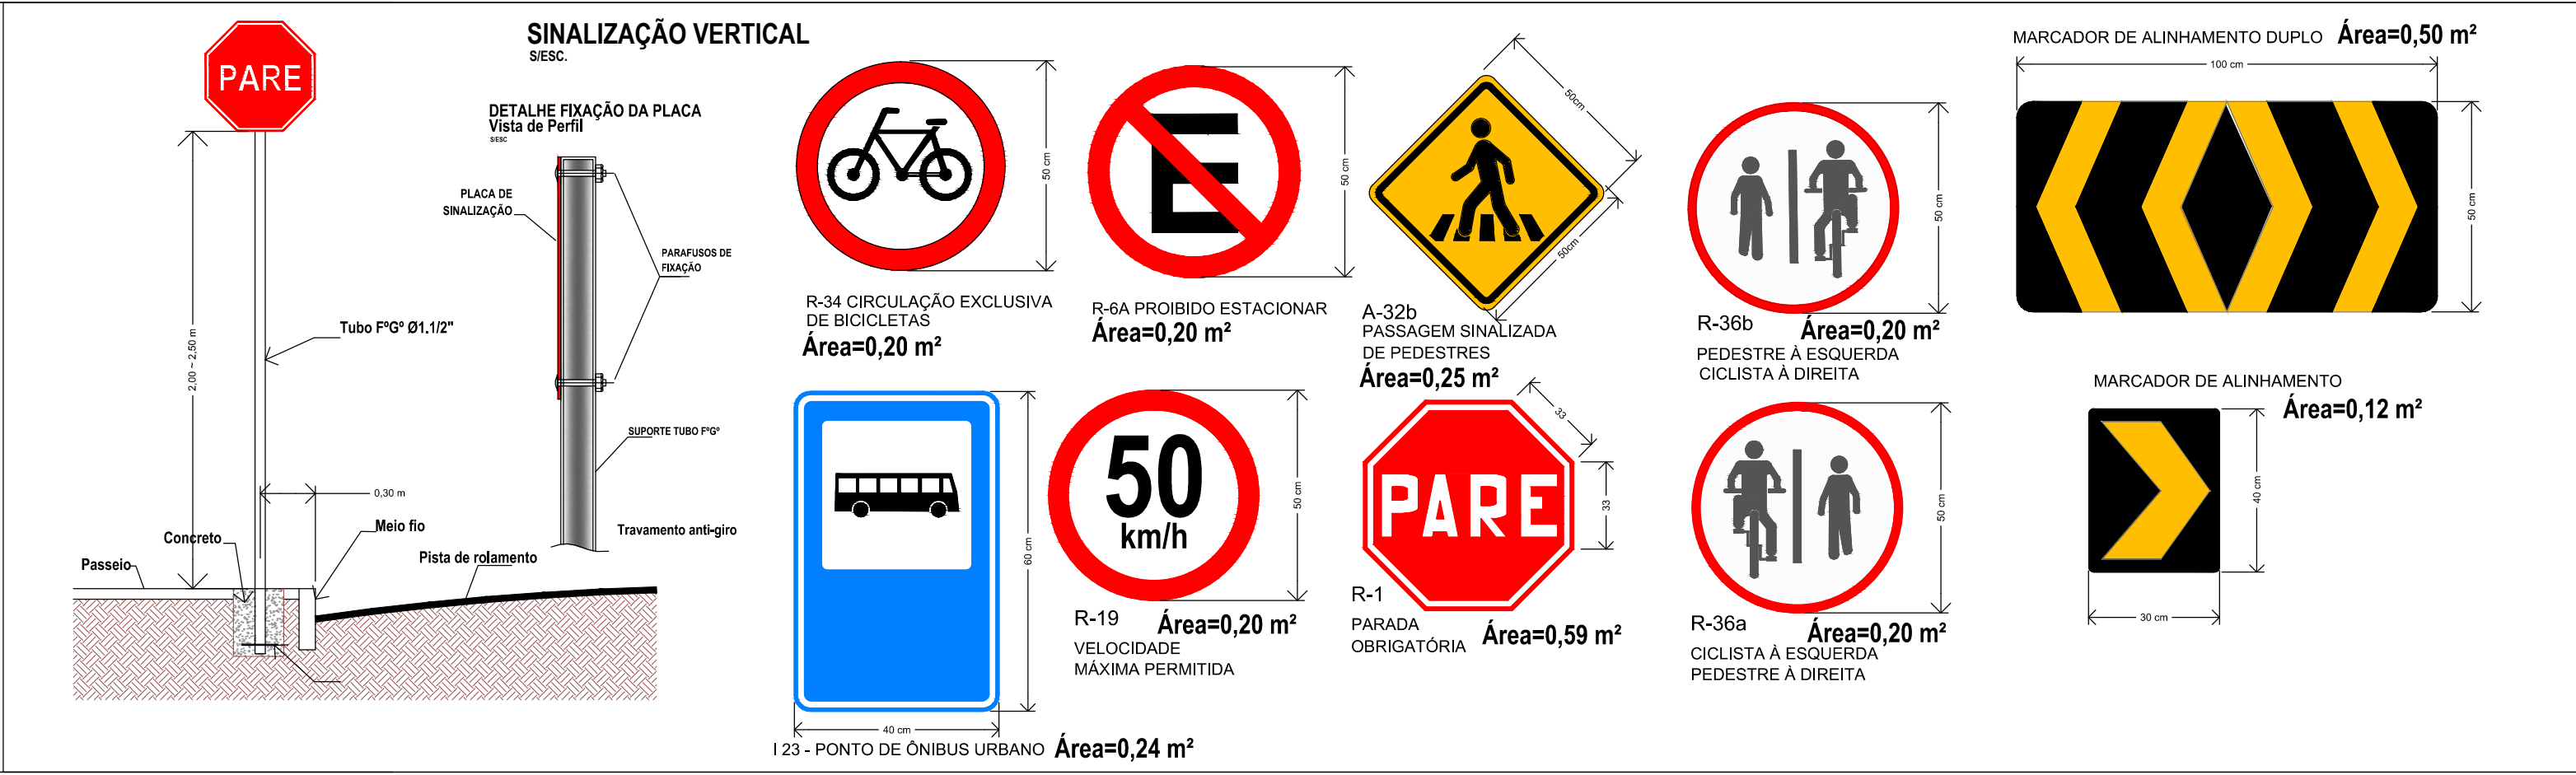 SINALIZAÇÃO VERTICAL
S/ESC.
PARE
2,00 ~ 2,50 m
Tubo FºGº Ø1.1/2"
0,30 m
Concreto
Meio fio
Passeio
Pista de rolamento
DETALHE FIXAÇÃO DA PLACA
Vista de Perfil
S/ESC
PLACA DE
SINALIZAÇÃO
PARAFUSOS DE
FIXAÇÃO
SUPORTE TUBO FºGº
Travamento anti-giro
50 cm
R-34 CIRCULAÇÃO EXCLUSIVA
DE BICICLETAS
Área=0,20 m²
E
50 cm
R-6A PROIBIDO ESTACIONAR
Área=0,20 m²
50cm
50cm
A-32b
PASSAGEM SINALIZADA
DE PEDESTRES
Área=0,25 m²
50 cm
R-36b
Área=0,20 m²
PEDESTRE À ESQUERDA
CICLISTA À DIREITA
MARCADOR DE ALINHAMENTO DUPLO Área=0,50 m²
100 cm
50 cm
60 cm
40 cm
I 23 - PONTO DE ÔNIBUS URBANO Área=0,24 m²
50
km/h
50 cm
R-19
Área=0,20 m²
VELOCIDADE
MÁXIMA PERMITIDA
PARE
33
33
R-1
PARADA
OBRIGATÓRIA
Área=0,59 m²
50 cm
R-36a
Área=0,20 m²
CICLISTA À ESQUERDA
PEDESTRE À DIREITA
MARCADOR DE ALINHAMENTO
Área=0,12 m²
40 cm
30 cm